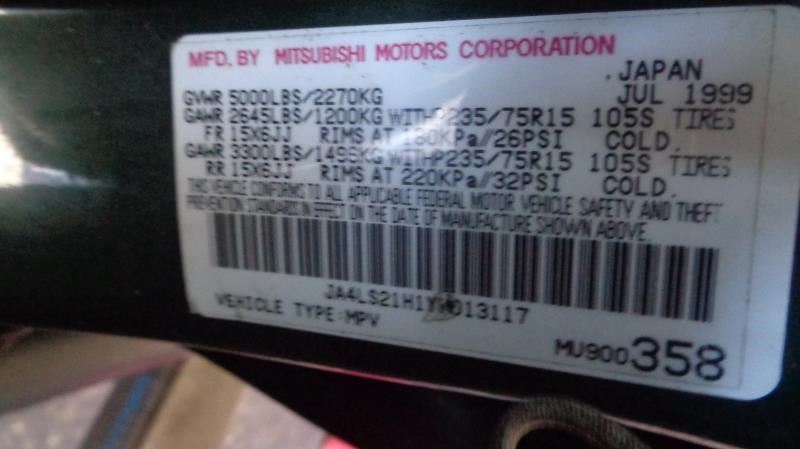 MFD. BY MITSUBISHI MOTORS CORPORATION
. JAPAN
GVWR 5000LBS/2270KG JUL 1999
GAWR 2645LBS/1200KG WITH P235/75R15 105S TIRES
FR 15X6JJ RIMS AT 180KPa//26PSI COLD.
GAWR 3300LBS/1496KG WITH P235/75R15 105S TIRES
RR 15X6JJ RIMS AT 220KPa//32PSI COLD.
THIS VEHICLE CONFORMS TO ALL APPLICABLE FEDERAL MOTOR VEHICLE SAFETY AND THEFT
PREVENTION STANDARDS IN EFFECT ON THE DATE OF MANUFACTURE SHOWN ABOVE.
VEHICLE TYPE:MPV
MU900358